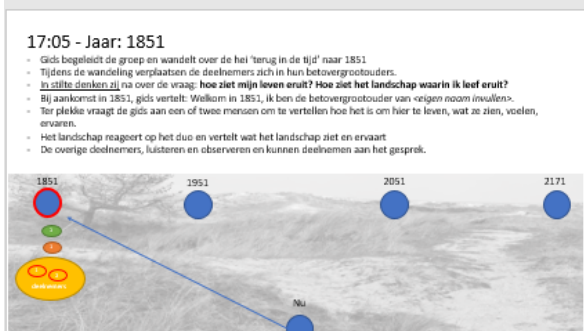 17:05 - Jaar: 1851
- Gids begeleidt de groep en wandelt over de hei 'terug in de tijd' naar 1851
- Tijdens de wandeling verplaatsen de deelnemers zich in hun betovergrootouders.
- In stilte denken zij na over de vraag: hoe ziet mijn leven eruit? Hoe ziet het landschap waarin ik leef eruit?
- Bij aankomst in 1851, gids vertelt: Welkom in 1851, ik ben de betovergrootouder van <eigen naam invullen>.
- Ter plekke vraagt de gids aan een of twee mensen om te vertellen hoe het is om hier te leven, wat ze zien, voelen,
ervaren.
- Het landschap reageert op het duo en vertelt wat het landschap ziet en ervaart
- De overige deelnemers, luisteren en observeren en kunnen deelnemen aan het gesprek.
1851
1951
2051
2171
deelnemers
Nu